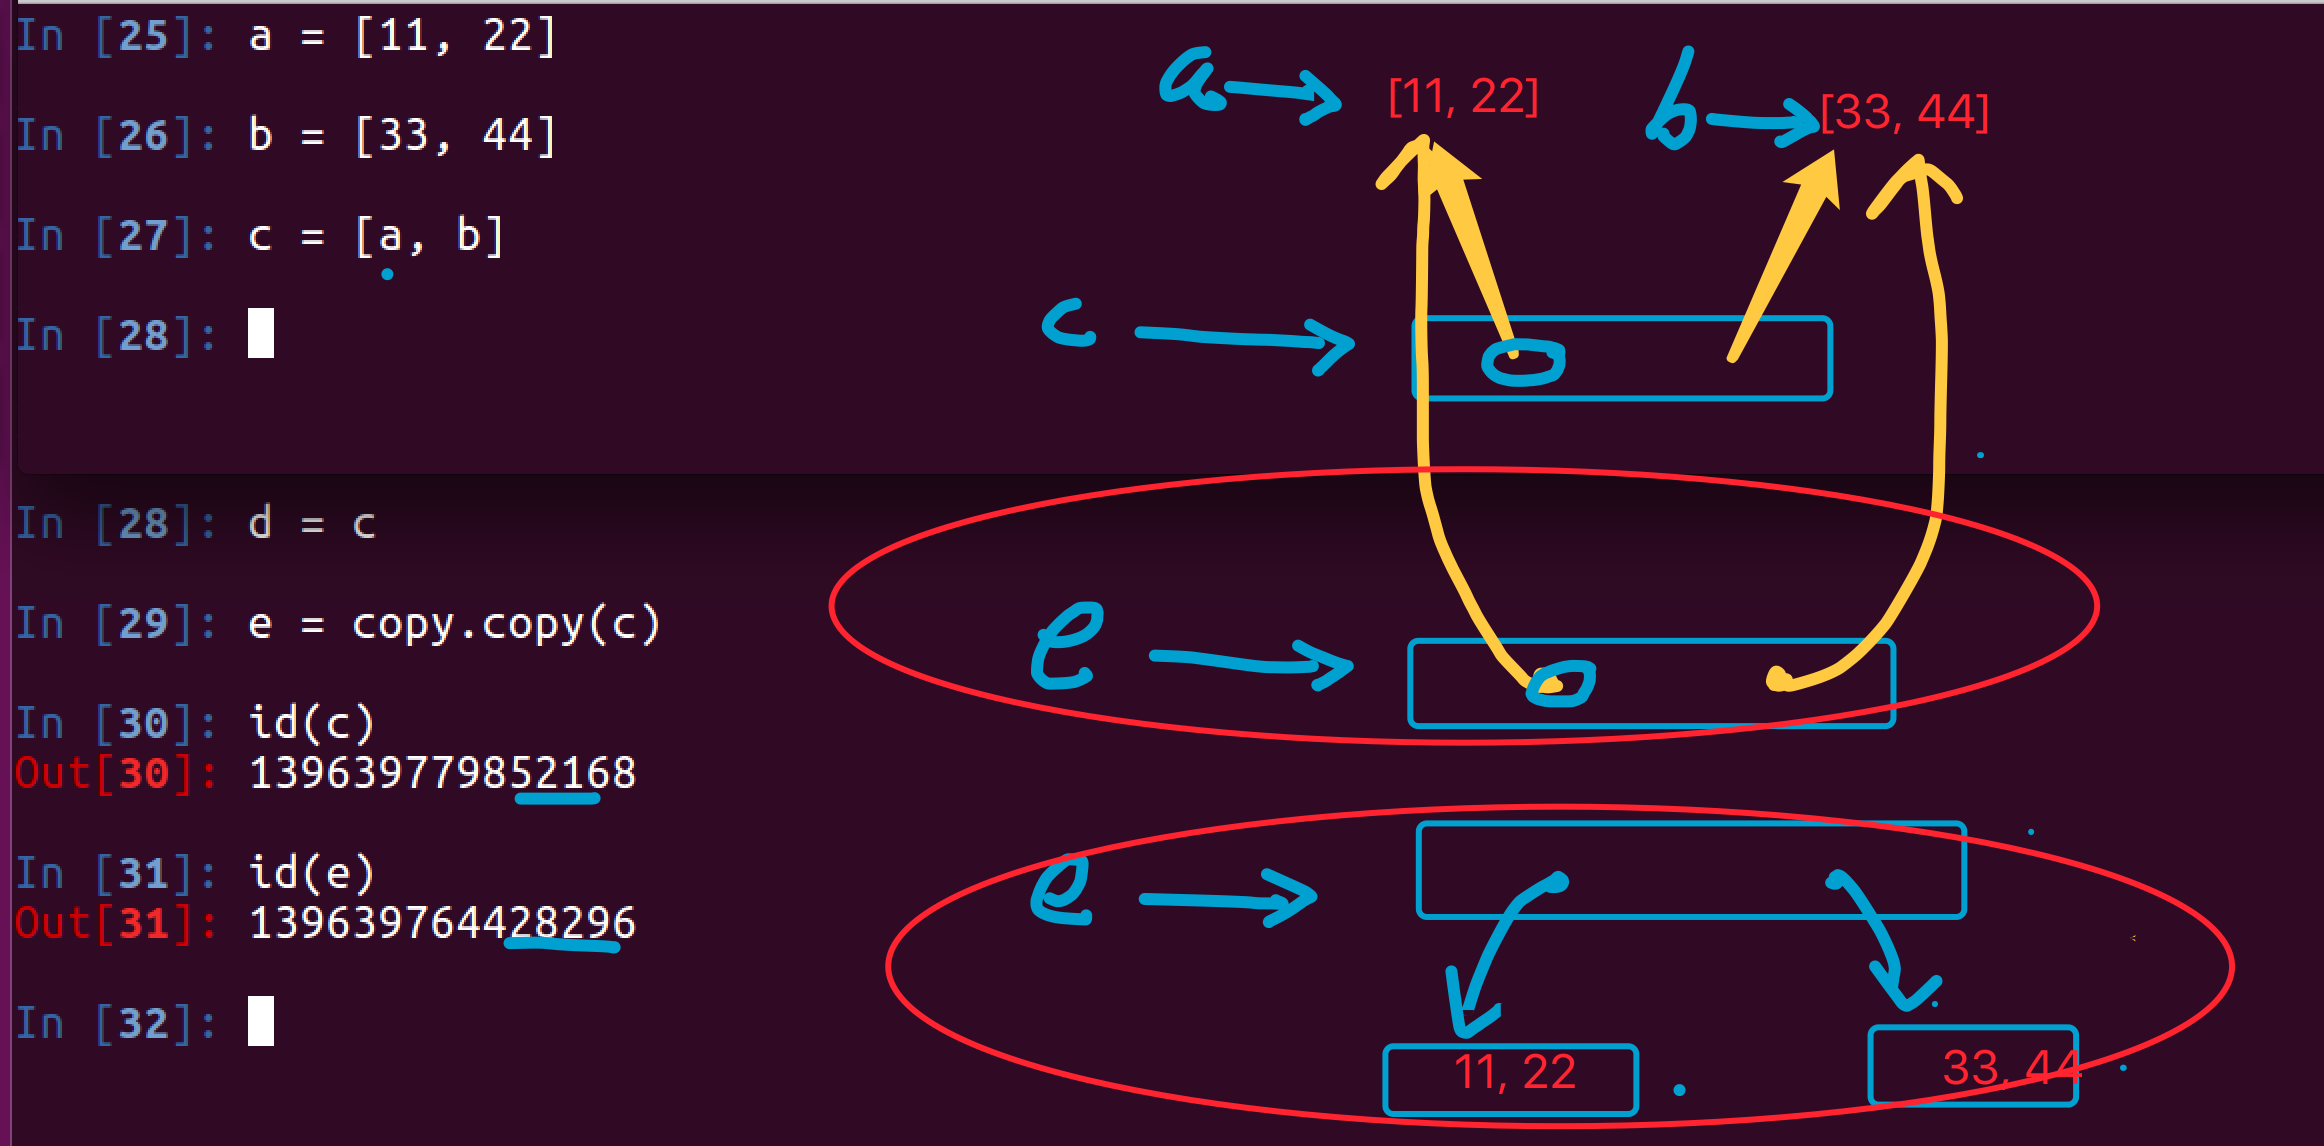 In [25]: a = [11, 22]
In [26]: b = [33, 44]
In [27]: c = [a, b]
In [28]:
a [11, 22] b [33, 44]
c
In [28]: d = c
In [29]: e = copy.copy(c)
In [30]: id(c)
Out[30]: 139639779852168
In [31]: id(e)
Out[31]: 139639764428296
In [32]:
e
e
11, 22
33, 44